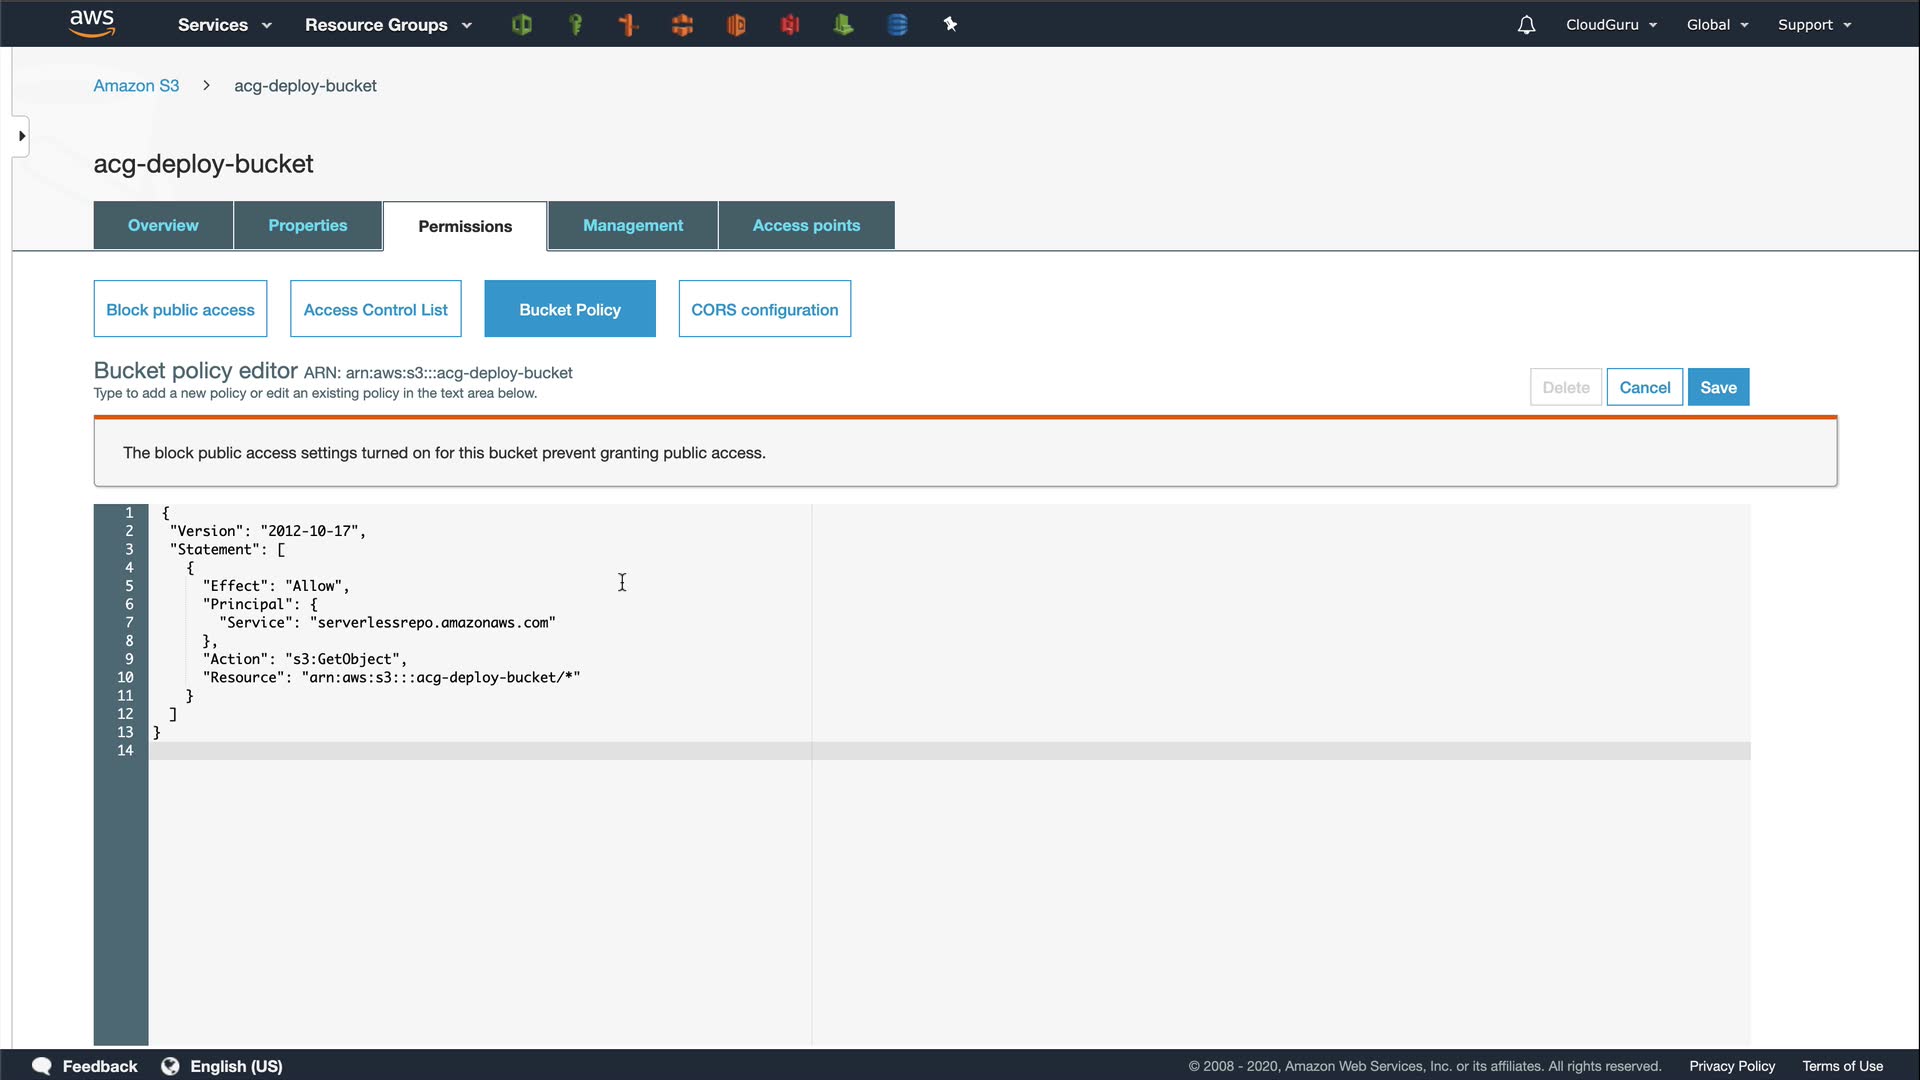 aws Services Resource Groups CloudGuru Global Support
Amazon S3 > acg-deploy-bucket
acg-deploy-bucket
Overview Properties Permissions Management Access points
Block public access Access Control List Bucket Policy CORS configuration
Bucket policy editor ARN: arn:aws:s3:::acg-deploy-bucket
Type to add a new policy or edit an existing policy in the text area below.
Delete Cancel Save
The block public access settings turned on for this bucket prevent granting public access.
1 {
2 "Version": "2012-10-17",
3 "Statement": [
4 {
5 "Effect": "Allow",
6 "Principal": {
7 "Service": "serverlessrepo.amazonaws.com"
8 },
9 "Action": "s3:GetObject",
10 "Resource": "arn:aws:s3:::acg-deploy-bucket/*"
11 }
12 ]
13 }
14
Feedback English (US) © 2008 - 2020, Amazon Web Services, Inc. or its affiliates. All rights reserved. Privacy Policy Terms of Use